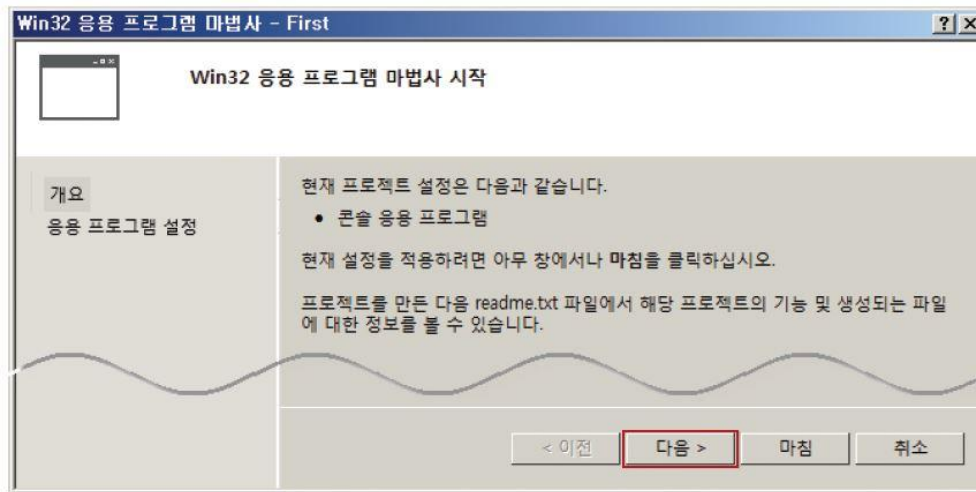 Win32 응용 프로그램 마법사 - First
Win32 응용 프로그램 마법사 시작
개요
응용 프로그램 설정
현재 프로젝트 설정은 다음과 같습니다.
• 콘솔 응용 프로그램
현재 설정을 적용하려면 아무 창에서나 마침을 클릭하십시오.
프로젝트를 만든 다음 readme.txt 파일에서 해당 프로젝트의 기능 및 생성되는 파일
에 대한 정보를 볼 수 있습니다.
< 이전 다음 > 마침 취소